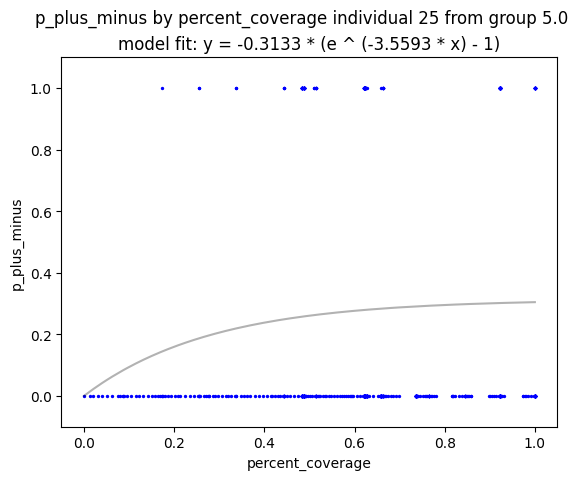 p_plus_minus by percent_coverage individual 25 from group 5.0
model fit: y = -0.3133 * (e ^ (-3.5593 * x) - 1)
p_plus_minus
1.0
0.8
0.6
0.4
0.2
0.0
0.0 0.2 0.4 0.6 0.8 1.0
percent_coverage